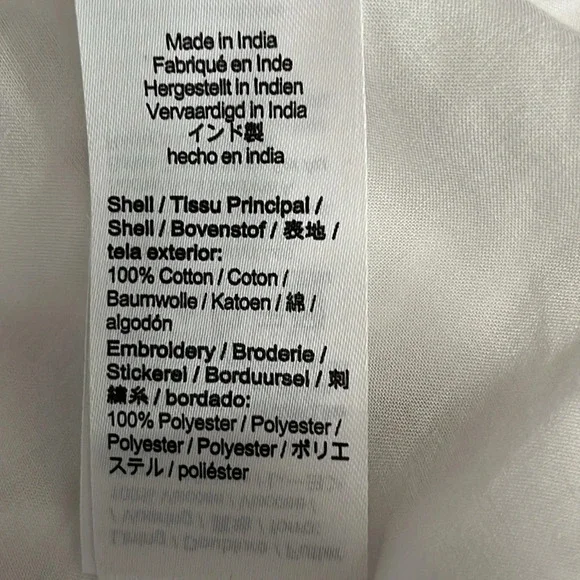 Made in India
Fabriqué en Inde
Hergestellt in Indien
Vervaardigd in India
インド製
hecho en india
Shell / Tissu Principal /
Shell / Bovenstof / 表地 /
tela exterior:
100% Cotton / Coton /
Baumwolle / Katoen / 綿 /
algodón
Embroidery / Broderie /
Stickerei / Borduursel / 刺
繍糸 / bordado:
100% Polyester / Polyester /
Polyester / Polyester / ポリエ
ステル / poliéster